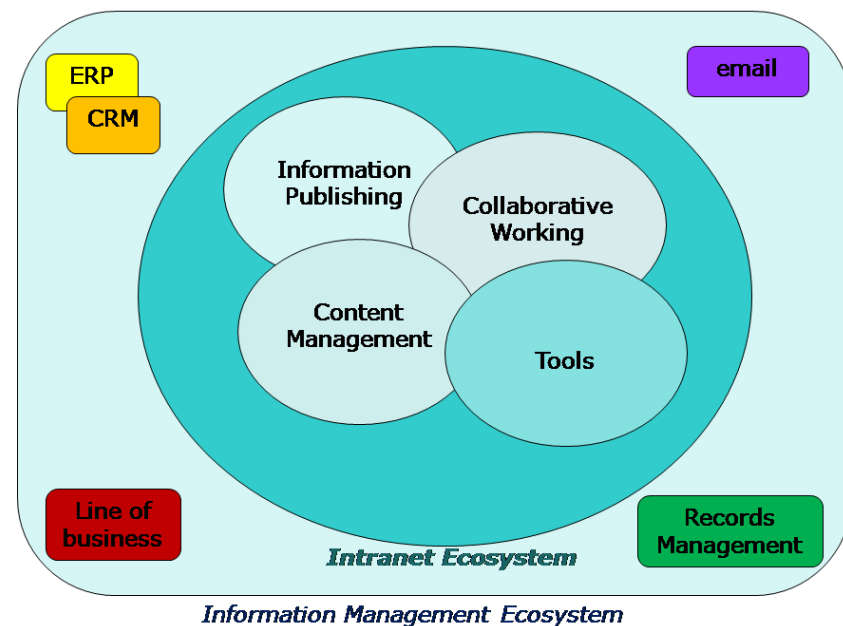 ERP
CRM
email
Information
Publishing
Collaborative
Working
Content
Management
Tools
Line of
business
Records
Management
Intranet Ecosystem
Information Management Ecosystem